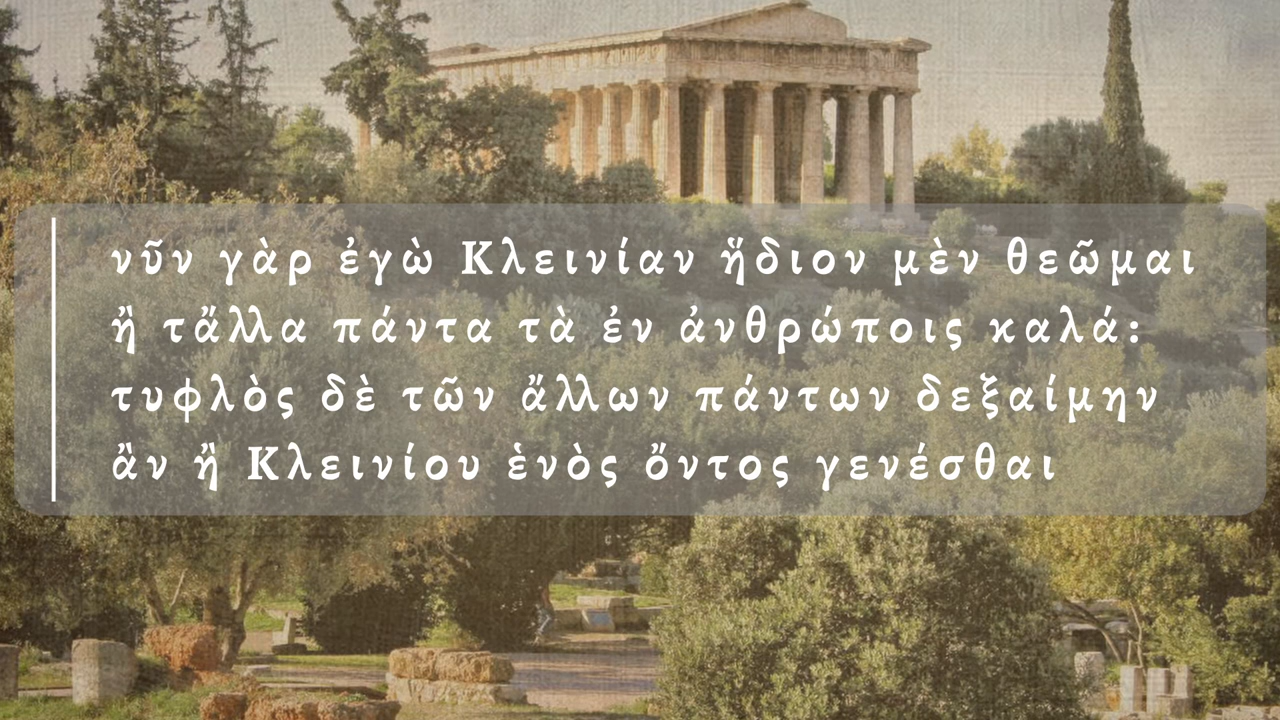 νῦν γὰρ ἐγὼ Κλεινίαν ἥδιον μὲν θεῶμαι
ἢ τἄλλα πάντα τὰ ἐν ἀνθρώποις καλά:
τυφλὸς δὲ τῶν ἄλλων πάντων δεξαίμην
ἂν ἢ Κλεινίου ἑνὸς ὄντος γενέσθαι